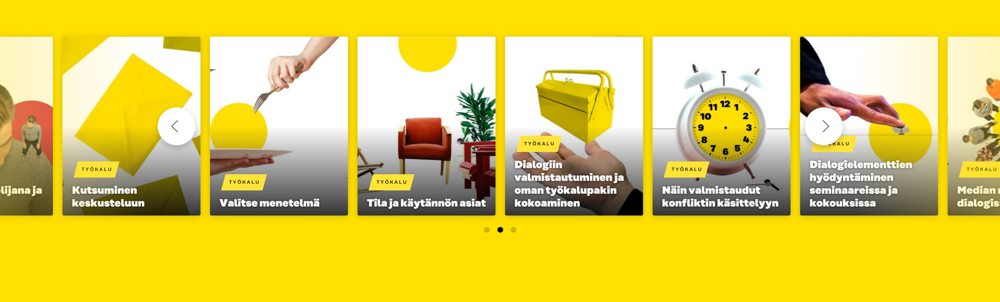 lijana ja
TYÖKALU
Kutsuminen
keskusteluun
TYÖKALU
Valitse menetelmä
TYÖKALU
Tila ja käytännön asiat
TYÖKALU
Dialogiin
valmistautuminen ja
oman työkalupakin
kokoaminen
12
11
1
10
2
9
3
8
4
7
5
6
TYÖKALU
Näin valmistaudut
konfliktin käsittelyyn
KALU
Dialogielementtien
hyödyntäminen
seminaareissa ja
kokouksissa
TYÖKALU
Median
dialogis